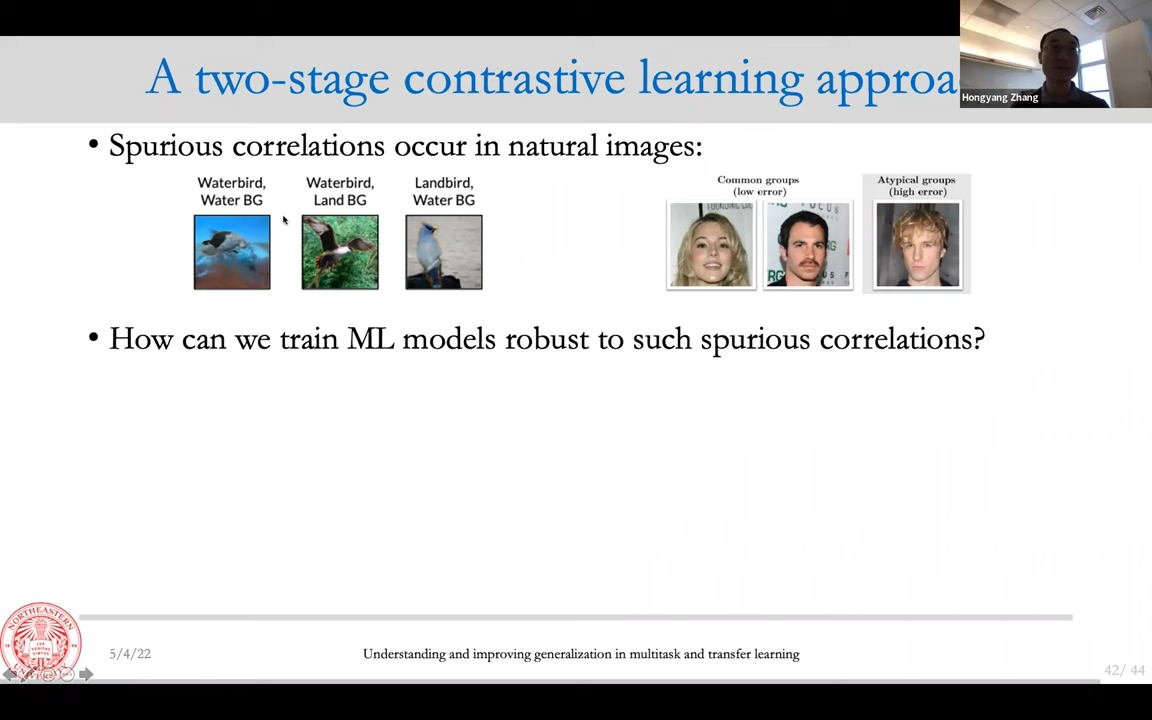 A two-stage contrastive learning approa
Hongyang Zhang
• Spurious correlations occur in natural images:
Waterbird,
Water BG
Waterbird,
Land BG
Landbird,
Water BG
Common groups
(low error)
Atypical groups
(high error)
• How can we train ML models robust to such spurious correlations?
NORTHEASTERN
UNIVERSITY
5/4/22
Understanding and improving generalization in multitask and transfer learning
42/ 44